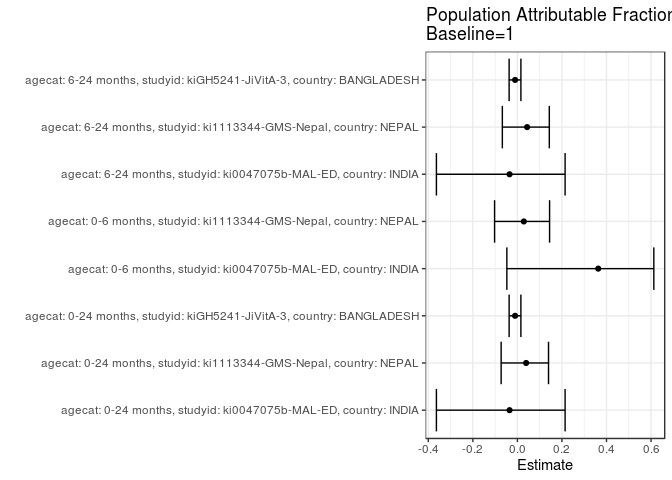 Population Attributable Fraction
Baseline=1
agecat: 6-24 months, studyid: kiGH5241-JiVitA-3, country: BANGLADESH
agecat: 6-24 months, studyid: ki1113344-GMS-Nepal, country: NEPAL
agecat: 6-24 months, studyid: ki0047075b-MAL-ED, country: INDIA
agecat: 0-6 months, studyid: ki1113344-GMS-Nepal, country: NEPAL
agecat: 0-6 months, studyid: ki0047075b-MAL-ED, country: INDIA
agecat: 0-24 months, studyid: kiGH5241-JiVitA-3, country: BANGLADESH
agecat: 0-24 months, studyid: ki1113344-GMS-Nepal, country: NEPAL
agecat: 0-24 months, studyid: ki0047075b-MAL-ED, country: INDIA
-0.4 -0.2 0.0 0.2 0.4 0.6
Estimate